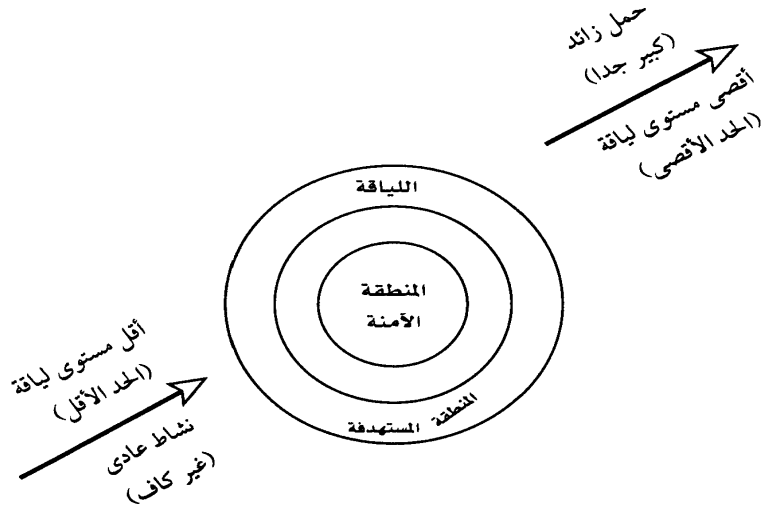 حمل زائد
(كبير جدا)
أقصى مستوى لياقة
(الحد الأقصى)
اللياقة
المنطقة
الآمنة
المنطقة المستهدفة
أقل مستوى لياقة
(الحد الأقل)
نشاط عادى
(غير كاف)